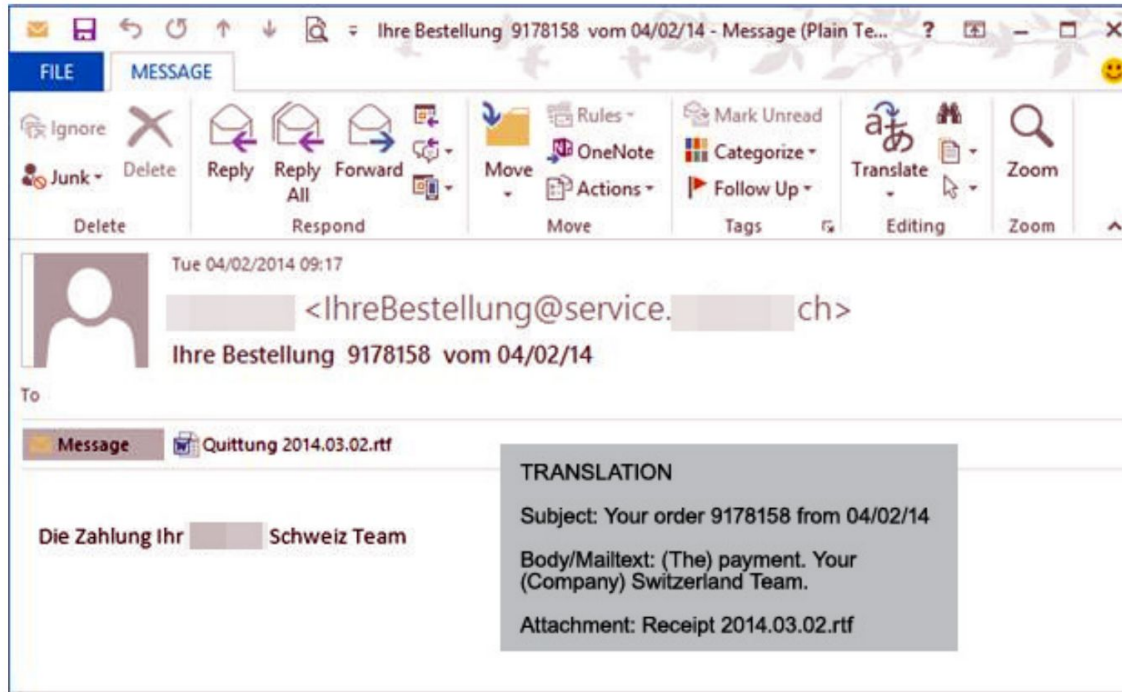 Ihre Bestellung 9178158 vom 04/02/14 - Message (Plain Te... ?
FILE MESSAGE
Ignore
Junk
Delete
Reply
Reply All
Forward
Move
Rules
OneNote
Actions
Mark Unread
Categorize
Follow Up
Translate
Zoom
Delete Respond Move Tags Editing Zoom
Tue 04/02/2014 09:17
<IhreBestellung@service. ch>
Ihre Bestellung 9178158 vom 04/02/14
To
Message Quittung 2014.03.02.rtf
Die Zahlung Ihr Schweiz Team
TRANSLATION
Subject: Your order 9178158 from 04/02/14
Body/Mailtext: (The) payment. Your
(Company) Switzerland Team.
Attachment: Receipt 2014.03.02.rtf